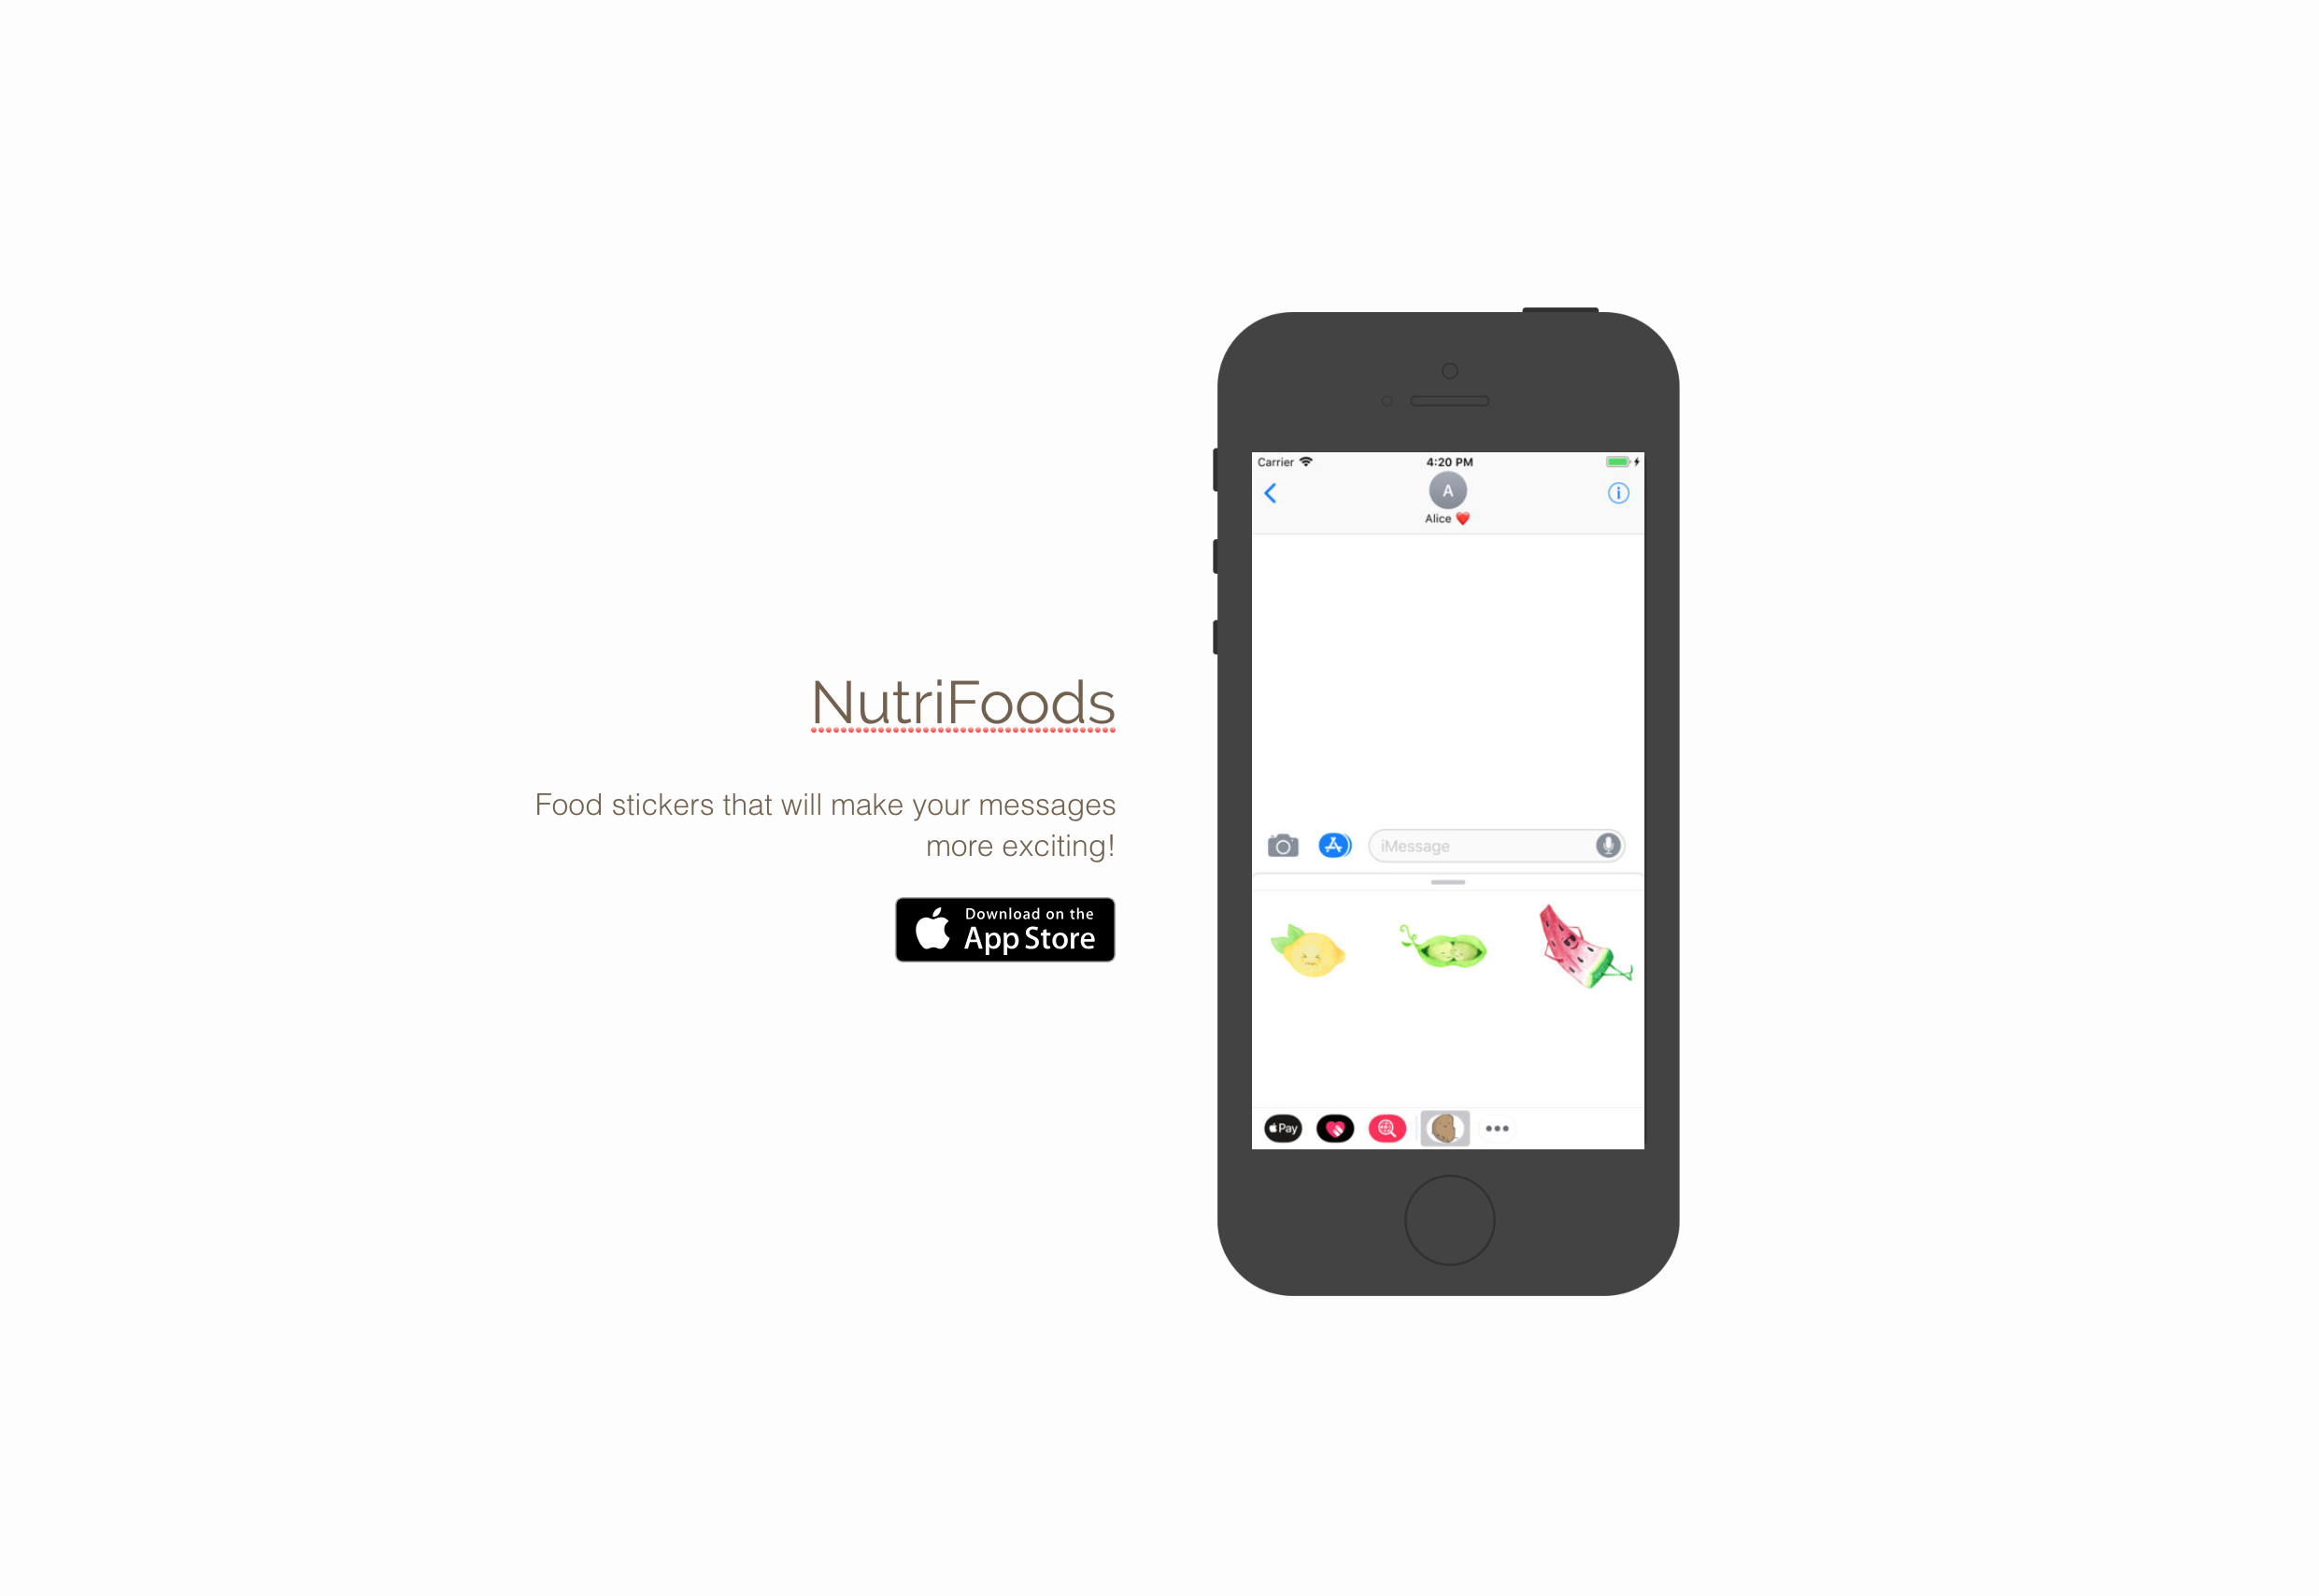 NutriFoods
Food stickers that will make your messages
more exciting!
Download on the
App Store
Carrier
4:20 PM
A
Alice ❤️
iMessage
Pay